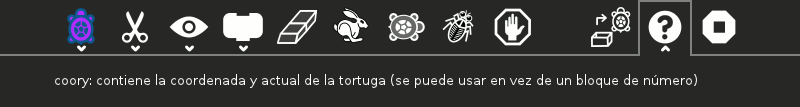 coory: contiene la coordenada y actual de la tortuga (se puede usar en vez de un bloque de número)